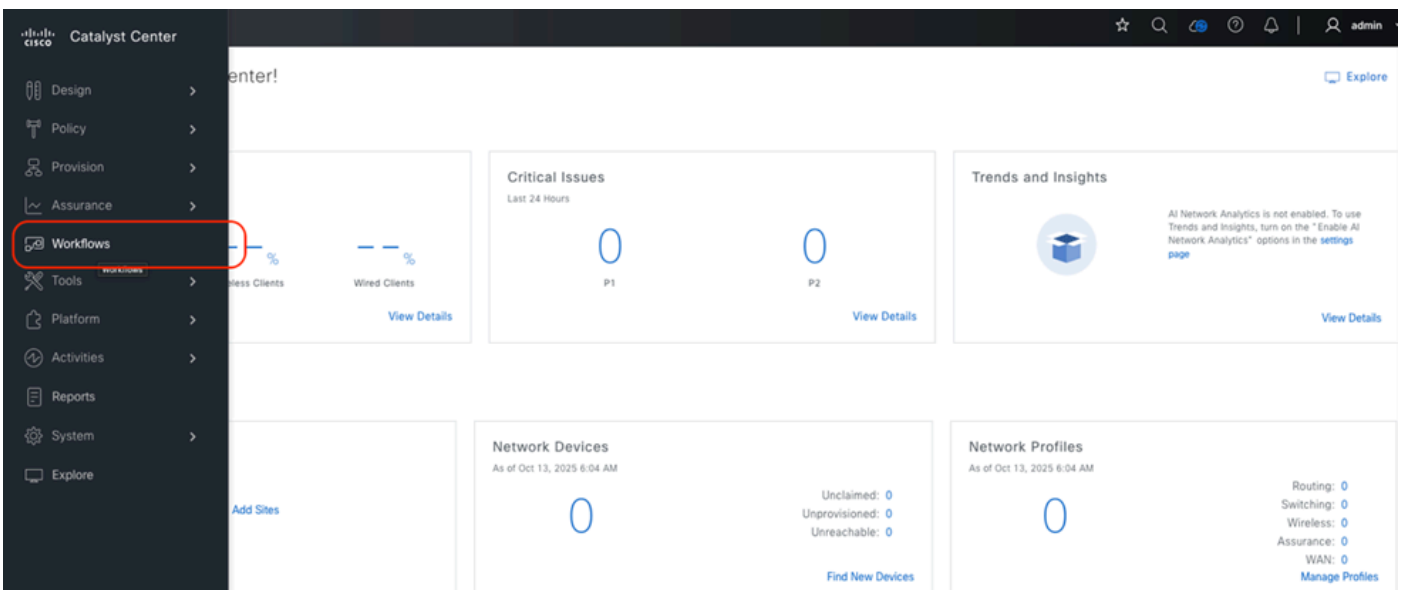 CISCO
Catalyst Center
admin
Design
Policy
Provision
Assurance
Workflows
Workflows
Tools
Platform
Activities
Reports
System
Explore
enter!
Explore
%
%
eless Clients
Wired Clients
View Details
Critical Issues
Last 24 Hours
0
0
P1
P2
View Details
Trends and Insights
AI Network Analytics is not enabled. To use
Trends and Insights, turn on the "Enable AI
Network Analytics" options in the settings
page
View Details
Add Sites
Network Devices
As of Oct 13, 2025 6:04 AM
0
Unclaimed: 0
Unprovisioned: 0
Unreachable: 0
Find New Devices
Network Profiles
As of Oct 13, 2025 6:04 AM
0
Routing: 0
Switching: 0
Wireless: 0
Assurance: 0
WAN: 0
Manage Profiles